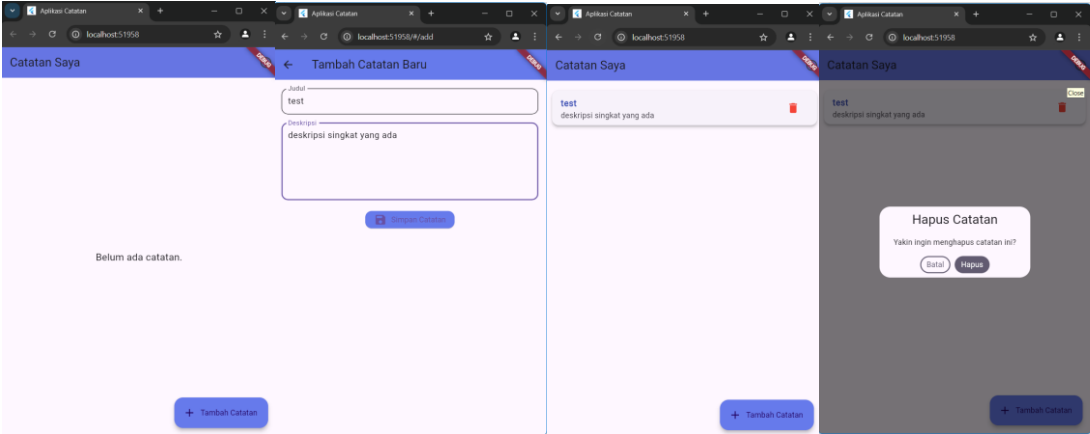 Aplikasi Catatan
localhost:51958
Catatan Saya
DEBUG
Belum ada catatan.
+ Tambah Catatan
Aplikasi Catatan
localhost:51958/#/add
Tambah Catatan Baru
DEBUG
Judul
test
Deskripsi
deskripsi singkat yang ada
Simpan Catatan
Aplikasi Catatan
localhost:51958
Catatan Saya
DEBUG
test
deskripsi singkat yang ada
+ Tambah Catatan
Aplikasi Catatan
localhost:51958
Catatan Saya
DEBUG
Close
test
deskripsi singkat yang ada
Hapus Catatan
Yakin ingin menghapus catatan ini?
Batal
Hapus
+ Tambah Catatan